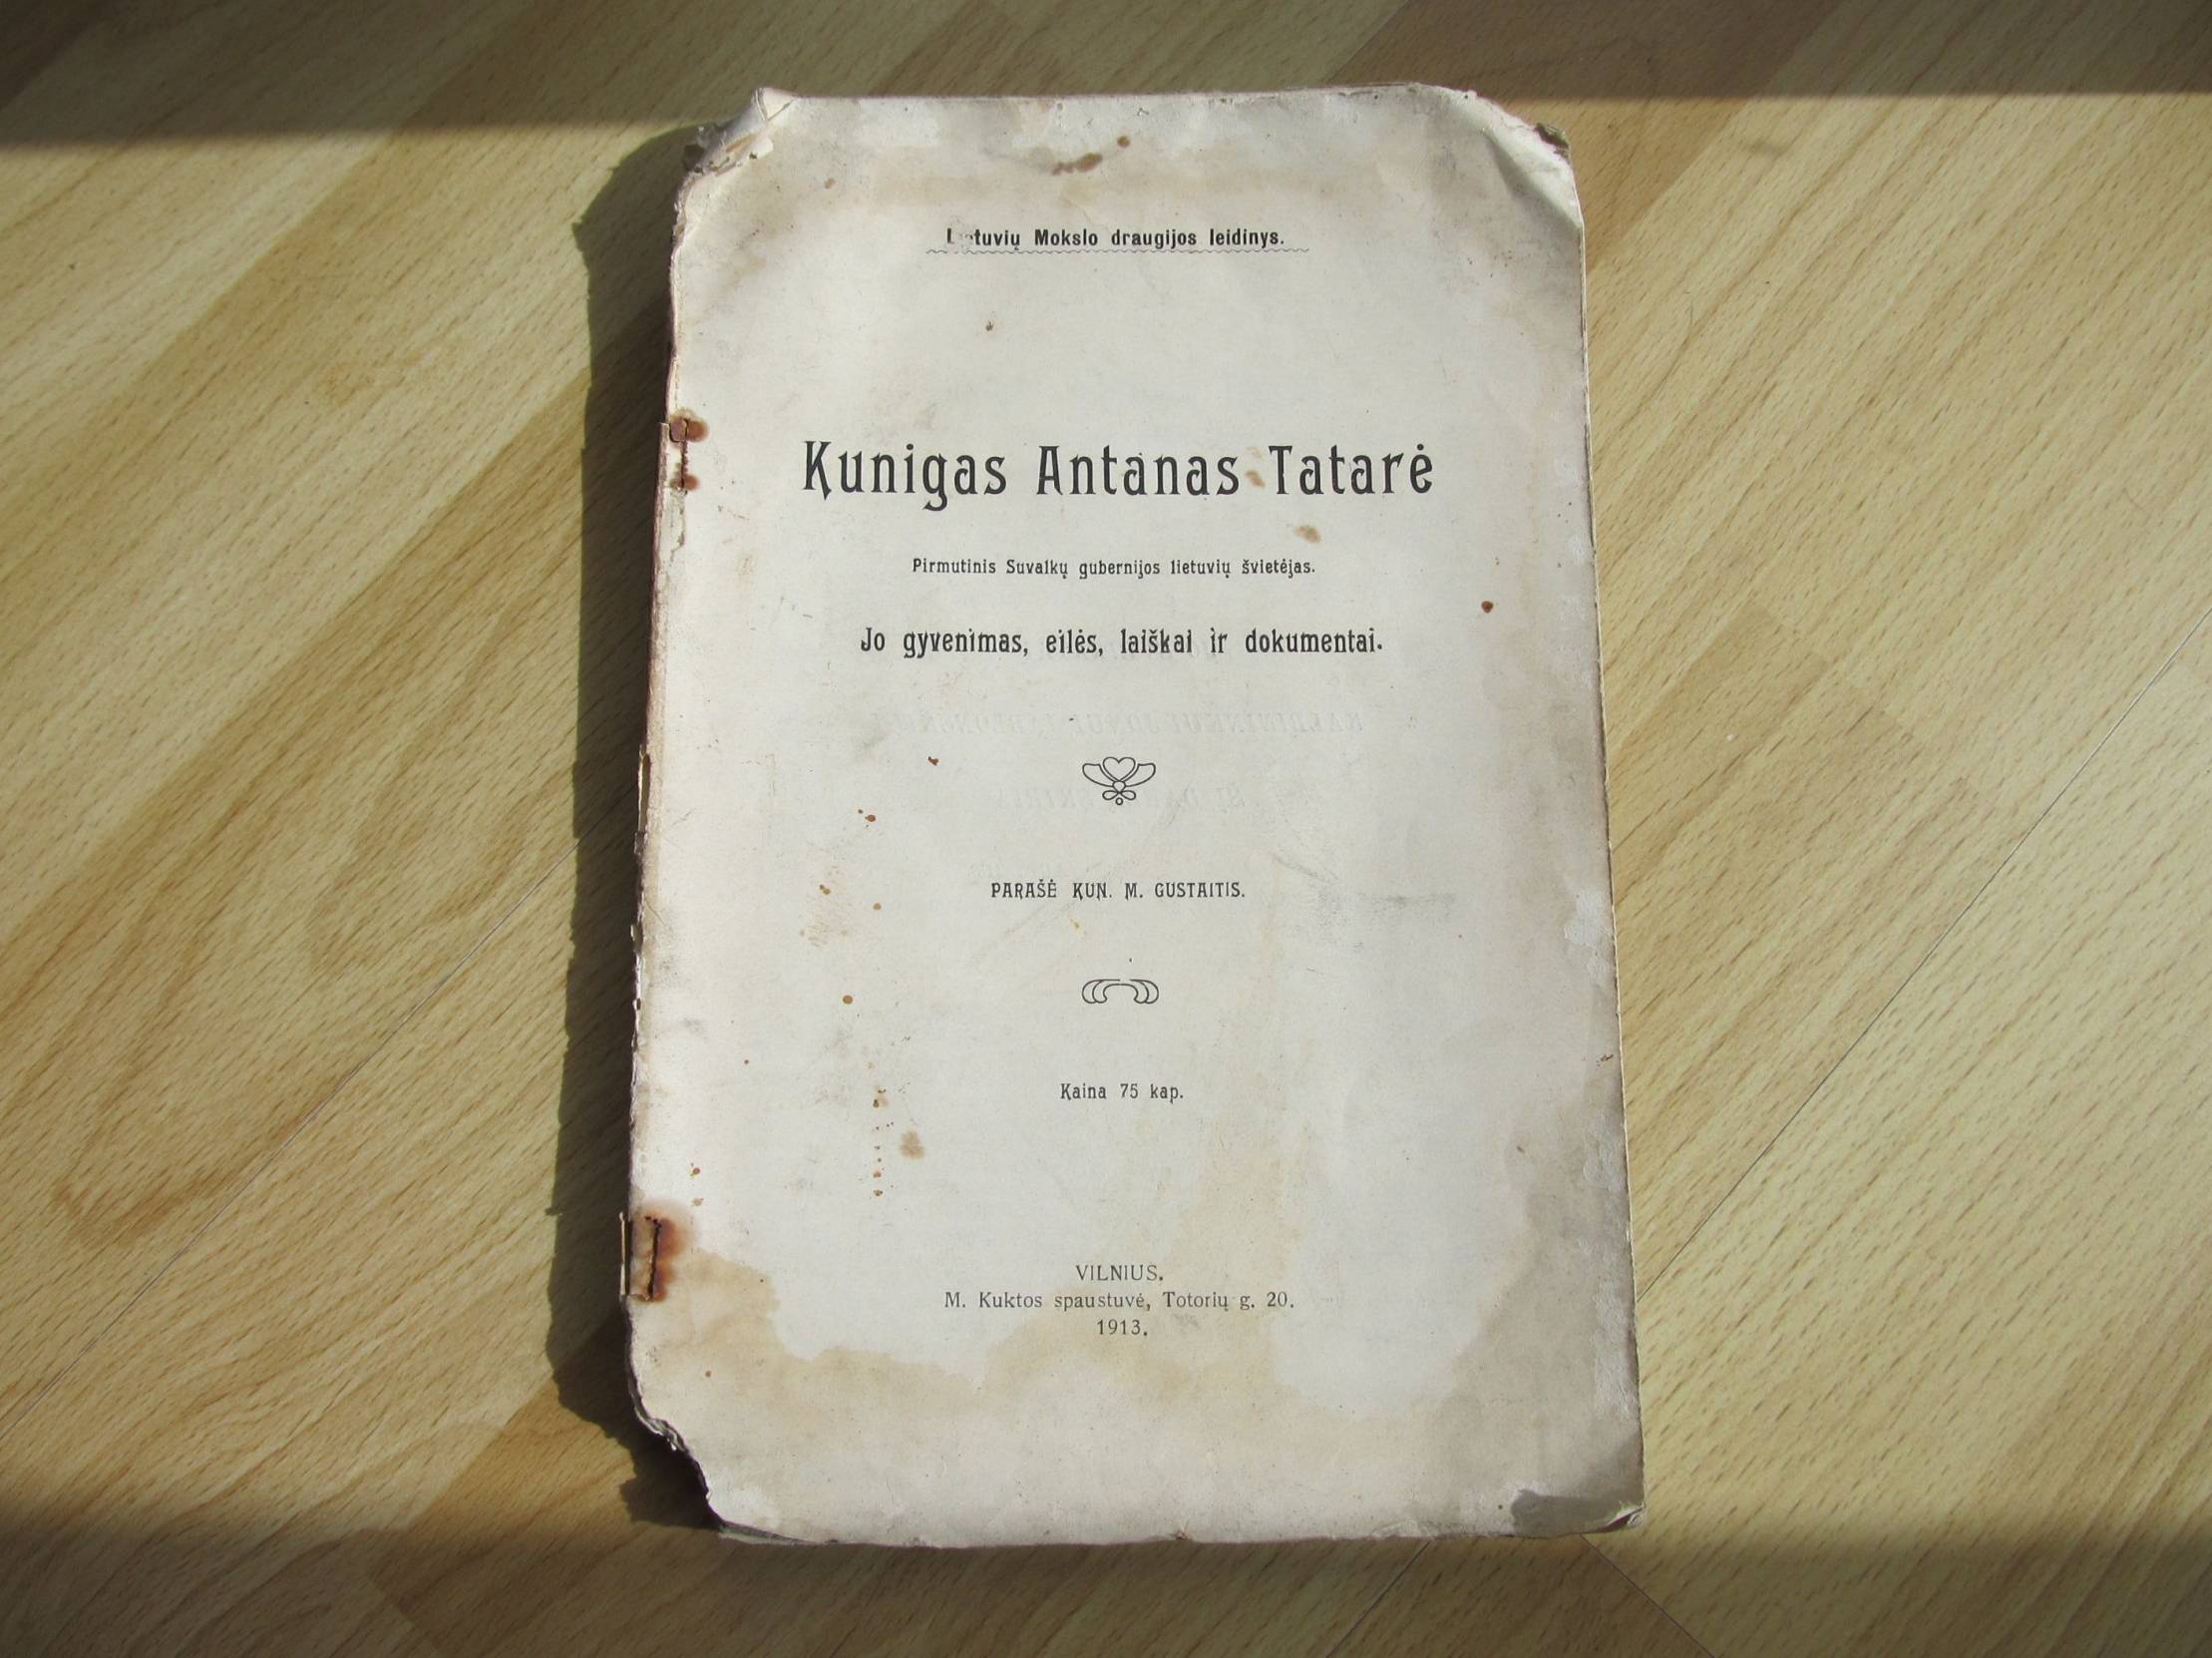 Lietuvių Mokslo draugijos leidinys.
Kunigas Antanas Tatarė
Pirmutinis Suvalkų gubernijos lietuvių švietėjas.
Jo gyvenimas, eilės, laiškai ir dokumentai.
PARAŠĖ KUN. M. GUSTAITIS.
Kaina 75 kap.
VILNIUS.
M. Kuktos spaustuvė, Totorių g. 20.
1913.